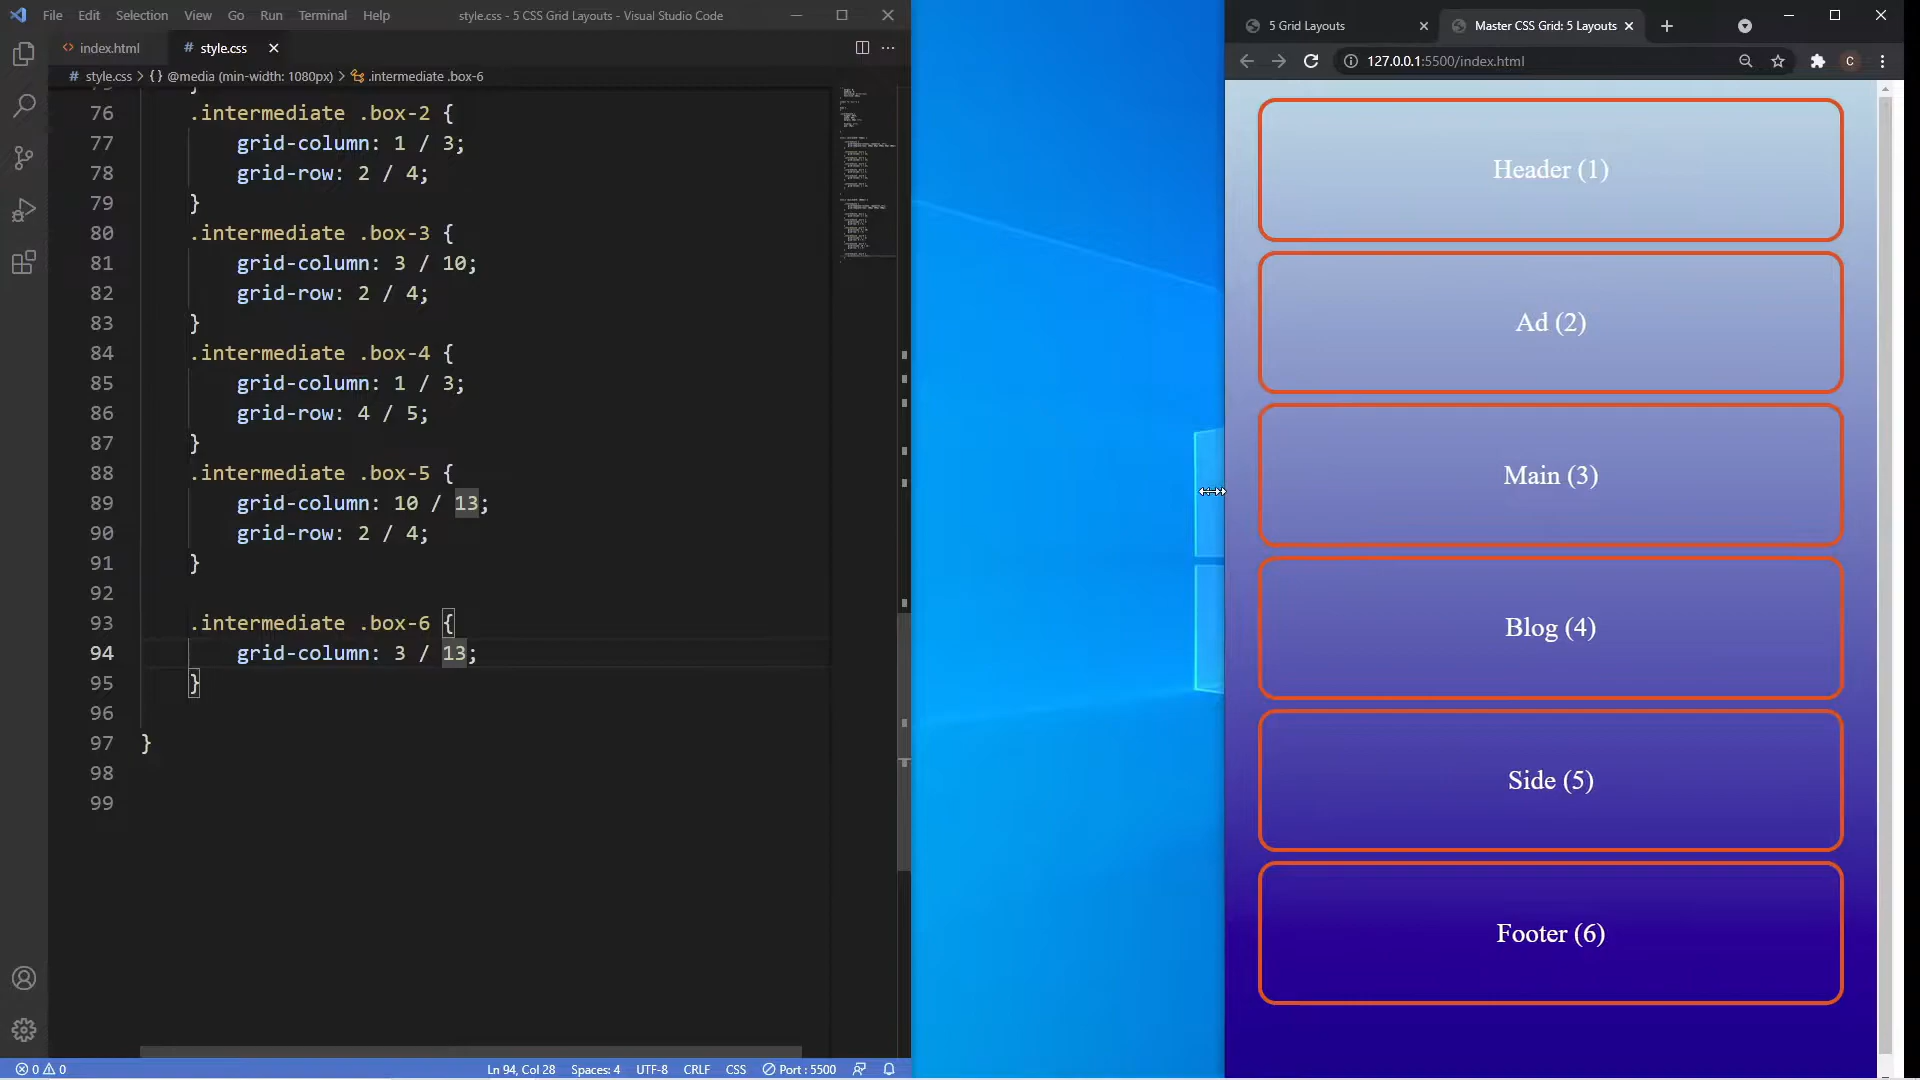 File Edit Selection View Go Run Terminal Help
style.css - 5 CSS Grid Layouts - Visual Studio Code
index.html
# style.css
# style.css > {} @media (min-width: 1080px) > .intermediate .box-6
76 .intermediate .box-2 {
77 grid-column: 1 / 3;
78 grid-row: 2 / 4;
79 }
80 .intermediate .box-3 {
81 grid-column: 3 / 10;
82 grid-row: 2 / 4;
83 }
84 .intermediate .box-4 {
85 grid-column: 1 / 3;
86 grid-row: 4 / 5;
87 }
88 .intermediate .box-5 {
89 grid-column: 10 / 13;
90 grid-row: 2 / 4;
91 }
92
93 .intermediate .box-6 {
94 grid-column: 3 / 13;
95 }
96
97 }
98
99
0 0
Ln 94, Col 28 Spaces: 4 UTF-8 CRLF CSS Port : 5500
5 Grid Layouts
Master CSS Grid: 5 Layouts
127.0.0.1:5500/index.html
C
Header (1)
Ad (2)
Main (3)
Blog (4)
Side (5)
Footer (6)